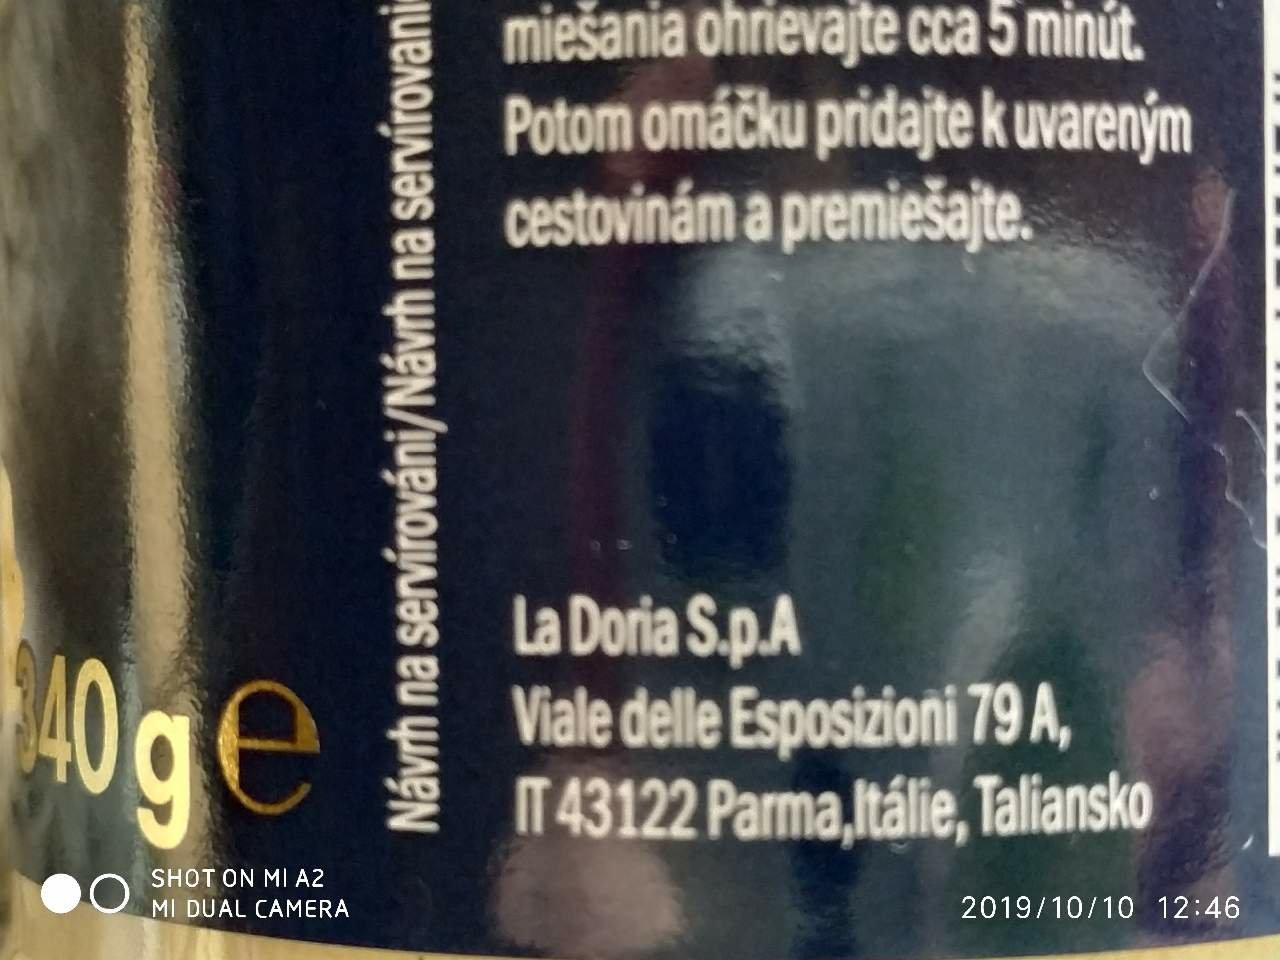 miešania ohrievajte cca 5 minút.
Potom omáčku pridajte k uvareným
cestovinám a premiešajte.
Návrh na servírování/Návrh na servírovanie
La Doria S.p.A
Viale delle Esposizioni 79 A,
IT 43122 Parma,Itálie, Taliansko
340 g e
SHOT ON MI A2
MI DUAL CAMERA
2019/10/10 12:46